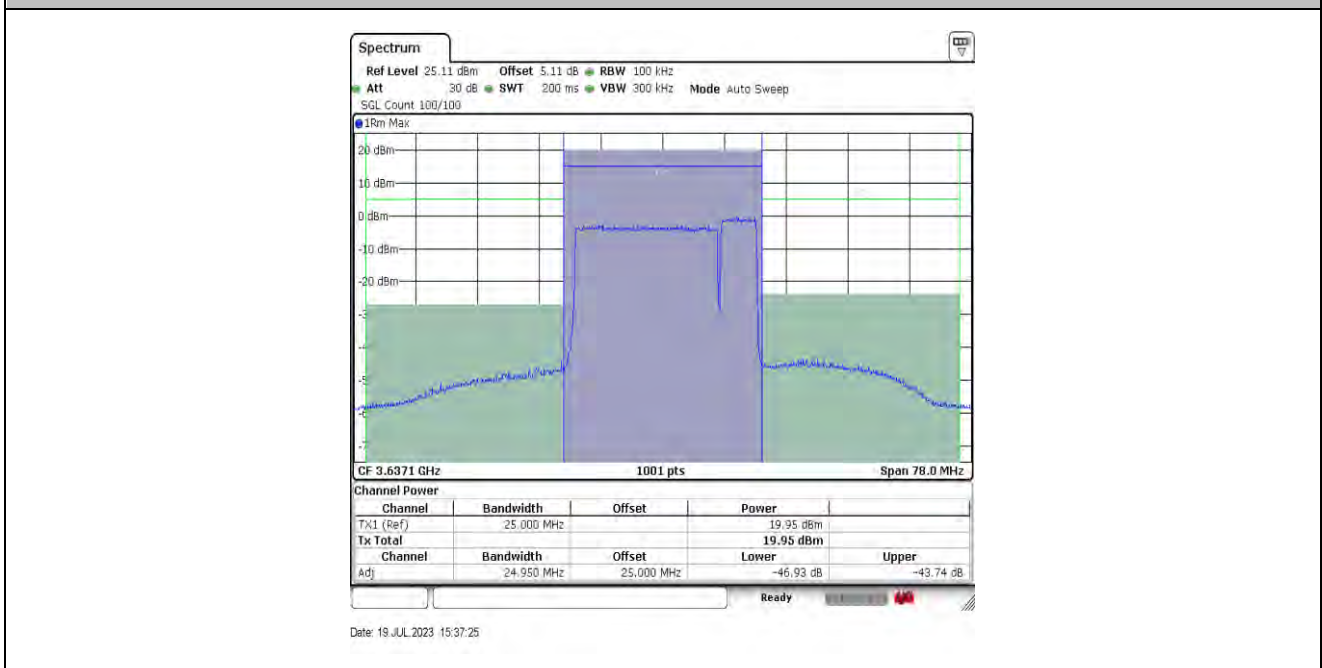 Spectrum
Ref Level 25.11 dBm Offset 5.11 dB RBW 100 kHz
Att 30 dB SWT 200 ms VBW 300 kHz Mode Auto Sweep
SGL Count 100/100
1Rm Max
20 dBm
10 dBm
0 dBm
-10 dBm
-20 dBm
CF 3.6371 GHz 1001 pts Span 78.0 MHz
Channel Power
Channel Bandwidth Offset Power
TX1 (Ref) 25.000 MHz 19.95 dBm
Tx Total 19.95 dBm
Channel Bandwidth Offset Lower Upper
Adj 24.950 MHz 25.000 MHz -46.93 dB -43.74 dB
Ready
Date: 19.JUL.2023 15:37:25